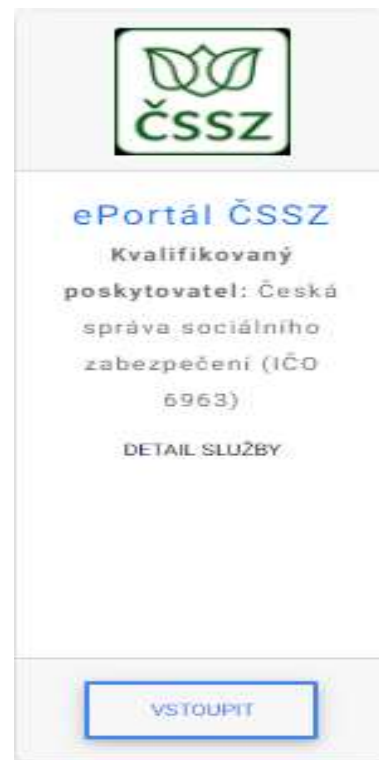 ČSSZ
ePortál ČSSZ
Kvalifikovaný
poskytovatel: Česká
správa sociálního
zabezpečení (IČO
6963)
DETAIL SLUŽBY
VSTOUPIT